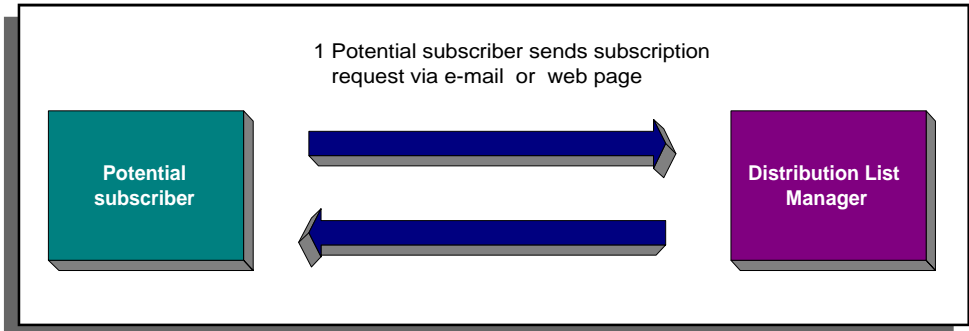 1 Potential subscriber sends subscription
request via e-mail or web page
Potential
subscriber
Distribution List
Manager